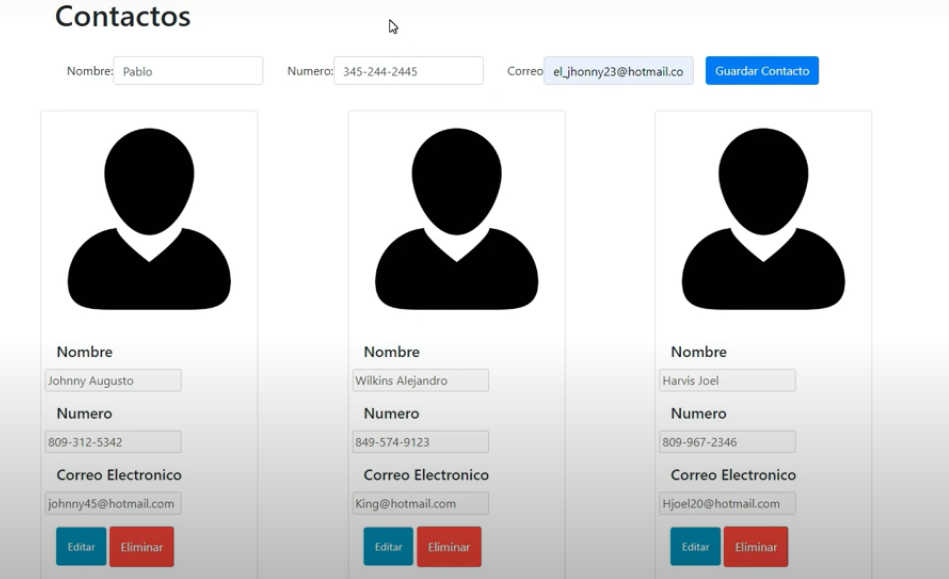 Contactos
Nombre: Pablo Numero: 345-244-2445 Correo el_jhonny23@hotmail.co Guardar Contacto
Nombre Nombre Nombre
Johnny Augusto Wilkins Alejandro Harvis Joel
Numero Numero Numero
809-312-5342 849-574-9123 809-967-2346
Correo Electronico Correo Electronico Correo Electronico
johnny45@hotmail.com King@hotmail.com Hjoel20@hotmail.com
Editar Eliminar Editar Eliminar Editar Eliminar